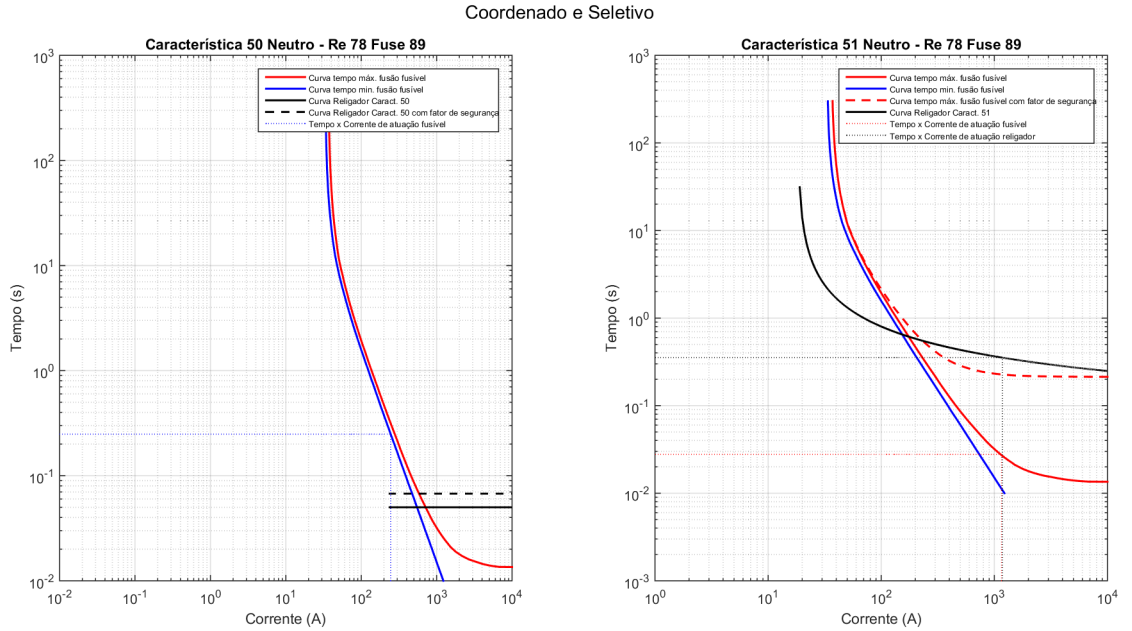 Coordenado e Seletivo
Característica 50 Neutro - Re 78 Fuse 89
Curva tempo máx. fusão fusível
Curva tempo min. fusão fusível
Curva Religador Caract. 50
Curva Religador Caract. 50 com fator de segurança
Tempo x Corrente de atuação fusível
Tempo (s)
10^3
10^2
10^1
10^0
10^-1
10^-2
10^-2 10^-1 10^0 10^1 10^2 10^3 10^4
Corrente (A)
Característica 51 Neutro - Re 78 Fuse 89
Curva tempo máx. fusão fusível
Curva tempo min. fusão fusível
Curva tempo máx. fusão fusível com fator de segurança
Curva Religador Caract. 51
Tempo x Corrente de atuação fusível
Tempo x Corrente de atuação religador
Tempo (s)
10^3
10^2
10^1
10^0
10^-1
10^-2
10^-3
10^0 10^1 10^2 10^3 10^4
Corrente (A)